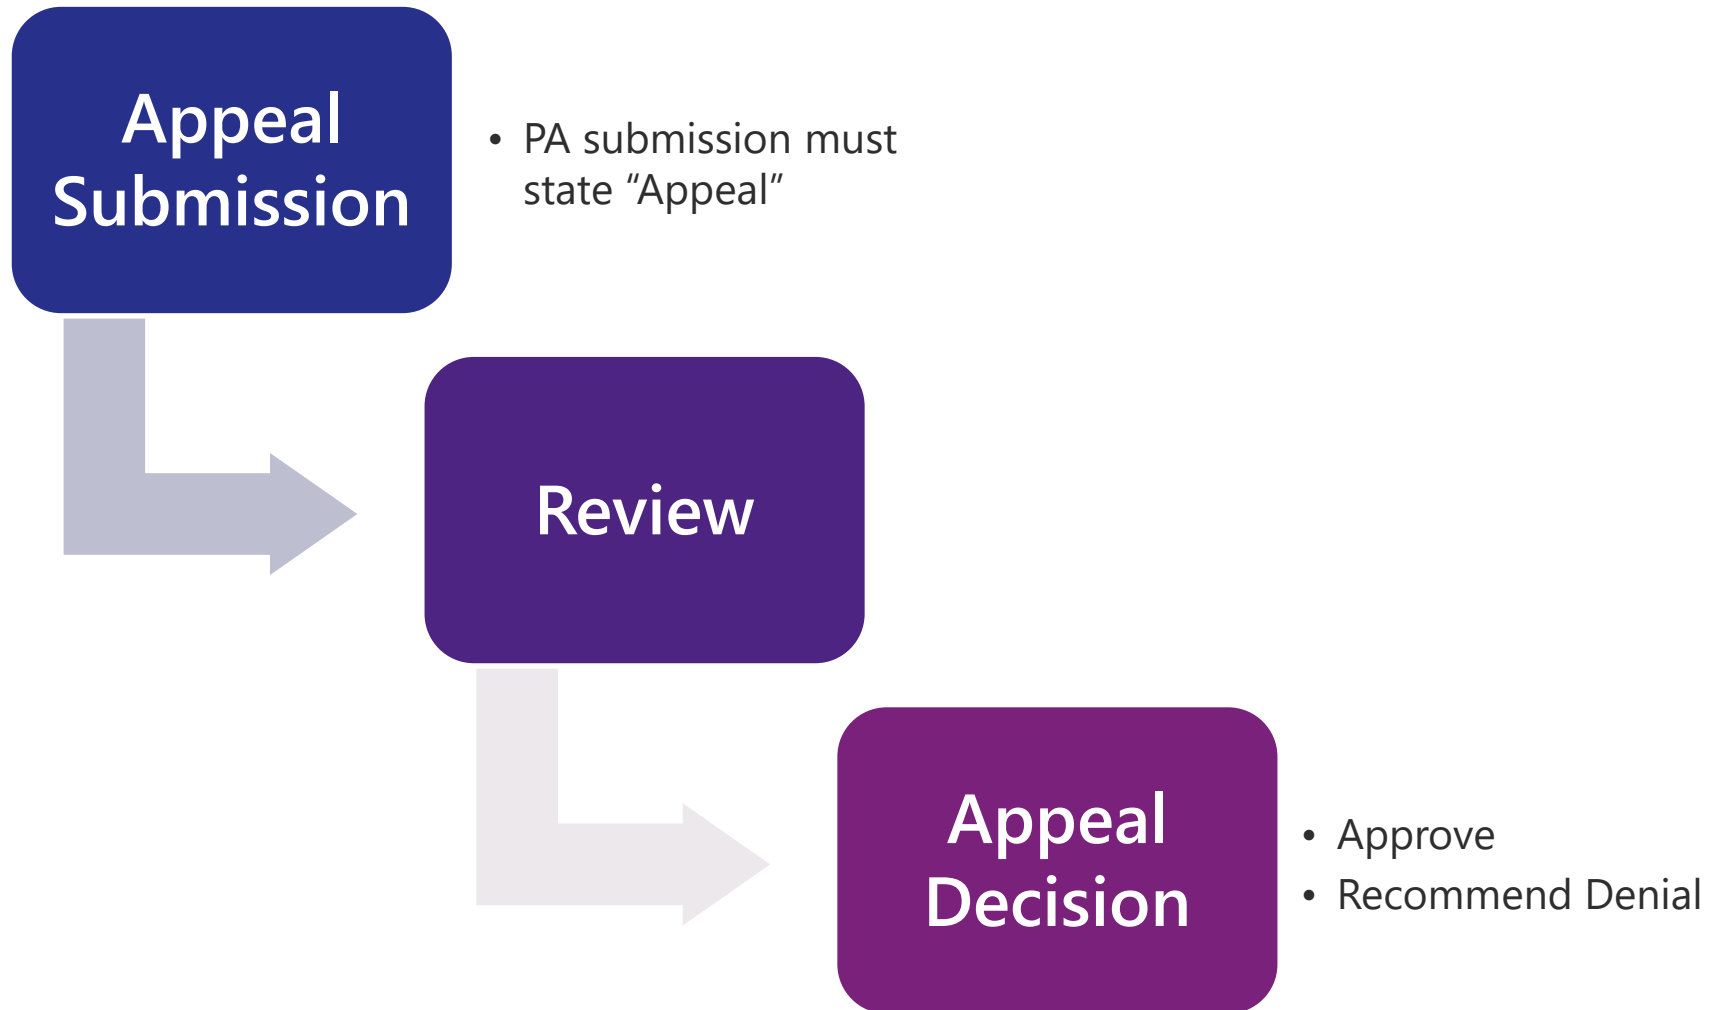 Appeal
Submission
• PA submission must
state “Appeal”
Review
Appeal
Decision
• Approve
• Recommend Denial